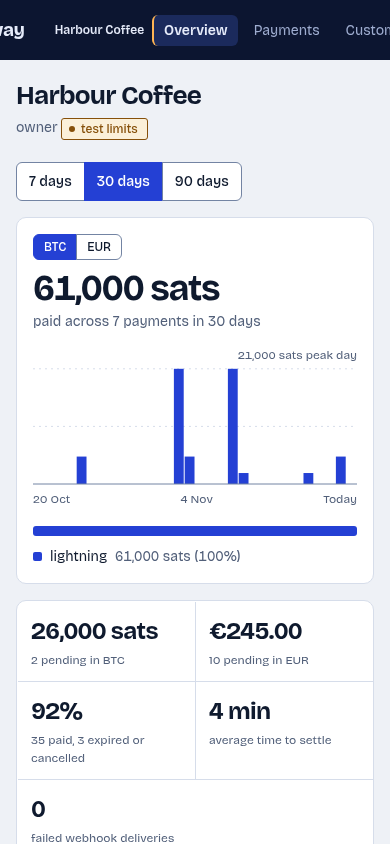 Harbour Coffee Overview Payments
Harbour Coffee
owner test limits
7 days 30 days 90 days
BTC EUR
61,000 sats
paid across 7 payments in 30 days
21,000 sats peak day
20 Oct 4 Nov Today
lightning 61,000 sats (100%)
26,000 sats €245.00
2 pending in BTC 10 pending in EUR
92% 4 min
35 paid, 3 expired or average time to settle
cancelled
0
failed webhook deliveries